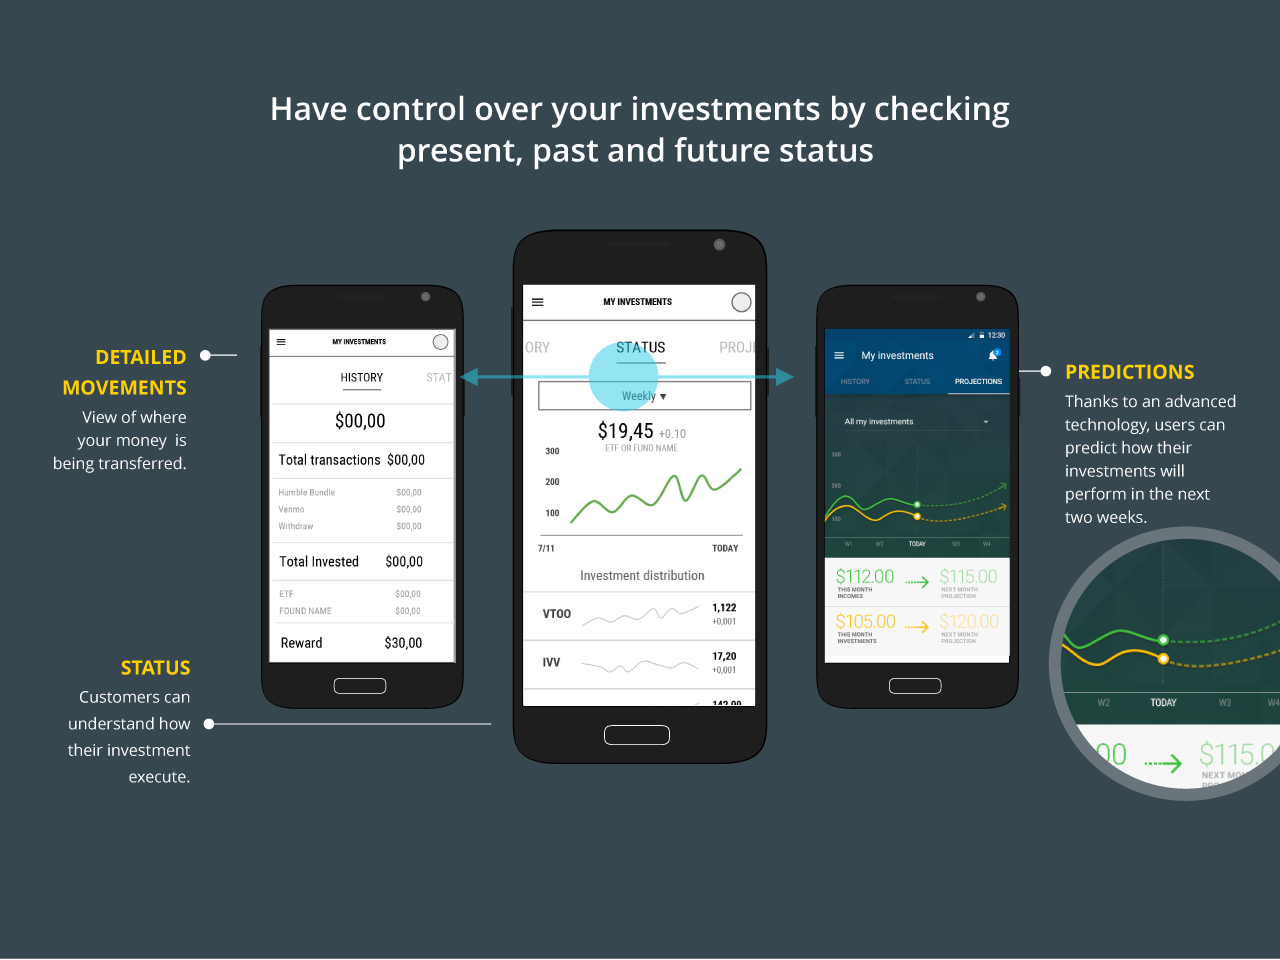 Have control over your investments by checking
present, past and future status
DETAILED
MOVEMENTS
View of where
your money is
being transferred.
STATUS
Customers can
understand how
their investment
execute.
MY INVESTMENTS
HISTORY STAT
$00,00
Total transactions $00,00
Humble Bundle $00,00
Venmo $00,00
Withdraw $00,00
Total Invested $00,00
ETF $00,00
FOUND NAME $00,00
Reward $30,00
MY INVESTMENTS
ORY STATUS PROJE
Weekly ▾
$19,45 +0.10
ETF OR FUND NAME
300
200
100
7/11 TODAY
Investment distribution
VTOO 1,122
+0,001
IVV 17,20
+0,001
142,00
12:30
My investments
HISTORY STATUS PROJECTIONS
All my investments
300
200
100
W1 W2 TODAY W3 W4
$112.00 $115.00
THIS MONTH INCOMES NEXT MONTH PROJECTION
$105.00 $120.00
THIS MONTH INVESTMENTS NEXT MONTH PROJECTION
PREDICTIONS
Thanks to an advanced
technology, users can
predict how their
investments will
perform in the next
two weeks.
W2 TODAY W3 W4
00 $115.0
NEXT MON